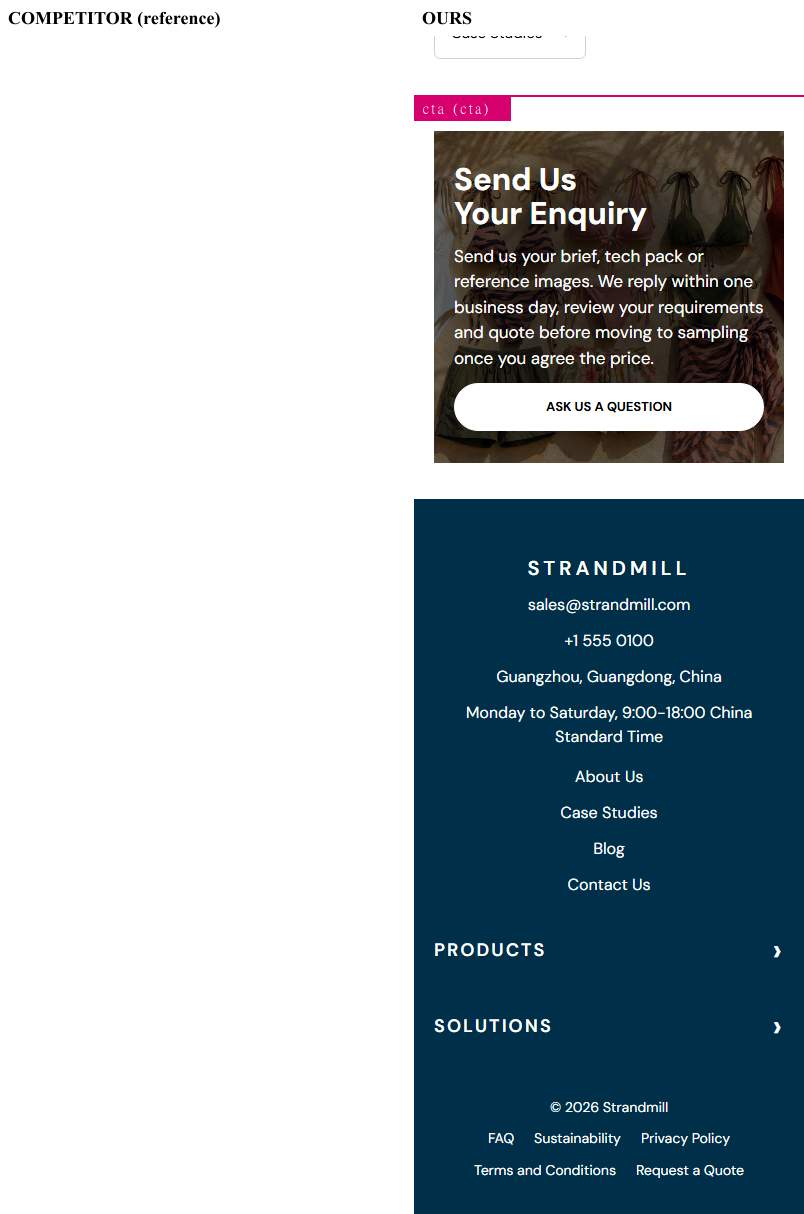 COMPETITOR (reference)
OURS
Case Studies
cta (cta)
Send Us
Your Enquiry
Send us your brief, tech pack or
reference images. We reply within one
business day, review your requirements
and quote before moving to sampling
once you agree the price.
ASK US A QUESTION
STRANDMILL
sales@strandmill.com
+1 555 0100
Guangzhou, Guangdong, China
Monday to Saturday, 9:00-18:00 China
Standard Time
About Us
Case Studies
Blog
Contact Us
PRODUCTS
SOLUTIONS
© 2026 Strandmill
FAQ Sustainability Privacy Policy
Terms and Conditions Request a Quote